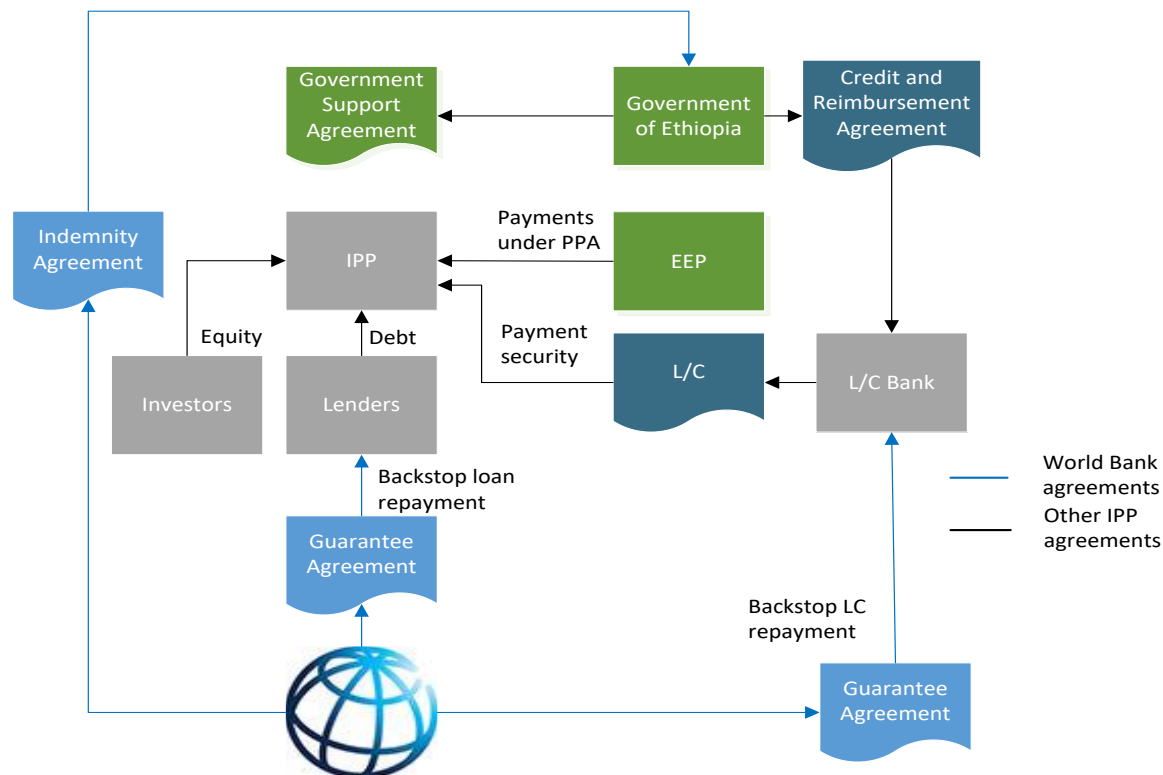 Government
Support
Agreement
Government
of Ethiopia
Credit and
Reimbursement
Agreement
Indemnity
Agreement
IPP
Payments
under PPA
EEP
Equity
Debt
Payment
security
Investors
Lenders
L/C
L/C Bank
Backstop loan
repayment
World Bank
agreements
Other IPP
agreements
Guarantee
Agreement
Backstop LC
repayment
Guarantee
Agreement